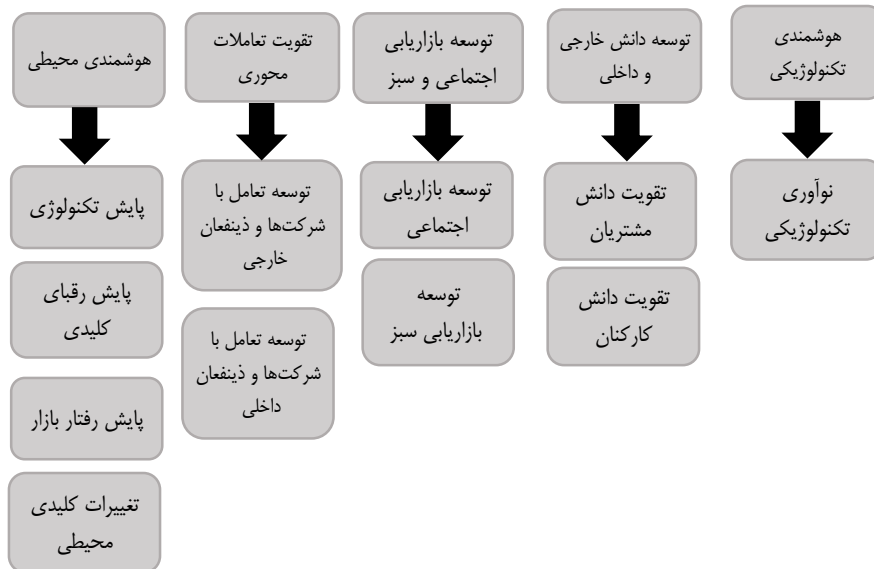 هوشمندی
تکنولوژیکی
نوآوری
تکنولوژیکی
توسعه دانش خارجی
و داخلی
تقویت دانش
مشتریان
تقویت دانش
کارکنان
توسعه بازاریابی
اجتماعی و سبز
توسعه بازاریابی
اجتماعی
توسعه
بازاریابی سبز
تقویت تعاملات
محوری
توسعه تعامل با
شرکت‌ها و ذینفعان
خارجی
توسعه تعامل با
شرکت‌ها و ذینفعان
داخلی
هوشمندی محیطی
پایش تکنولوژی
پایش رقبای
کلیدی
پایش رفتار بازار
تغییرات کلیدی
محیطی